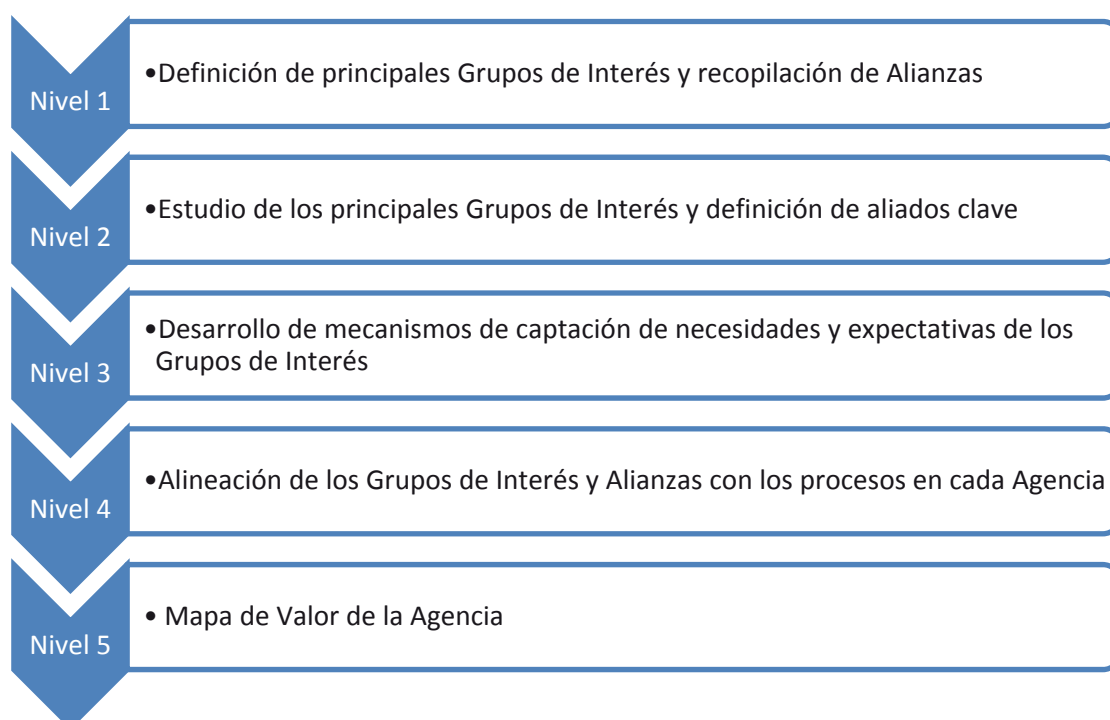 Nivel 1
•Definición de principales Grupos de Interés y recopilación de Alianzas
Nivel 2
•Estudio de los principales Grupos de Interés y definición de aliados clave
Nivel 3
•Desarrollo de mecanismos de captación de necesidades y expectativas de los
Grupos de Interés
Nivel 4
•Alineación de los Grupos de Interés y Alianzas con los procesos en cada Agencia
Nivel 5
• Mapa de Valor de la Agencia